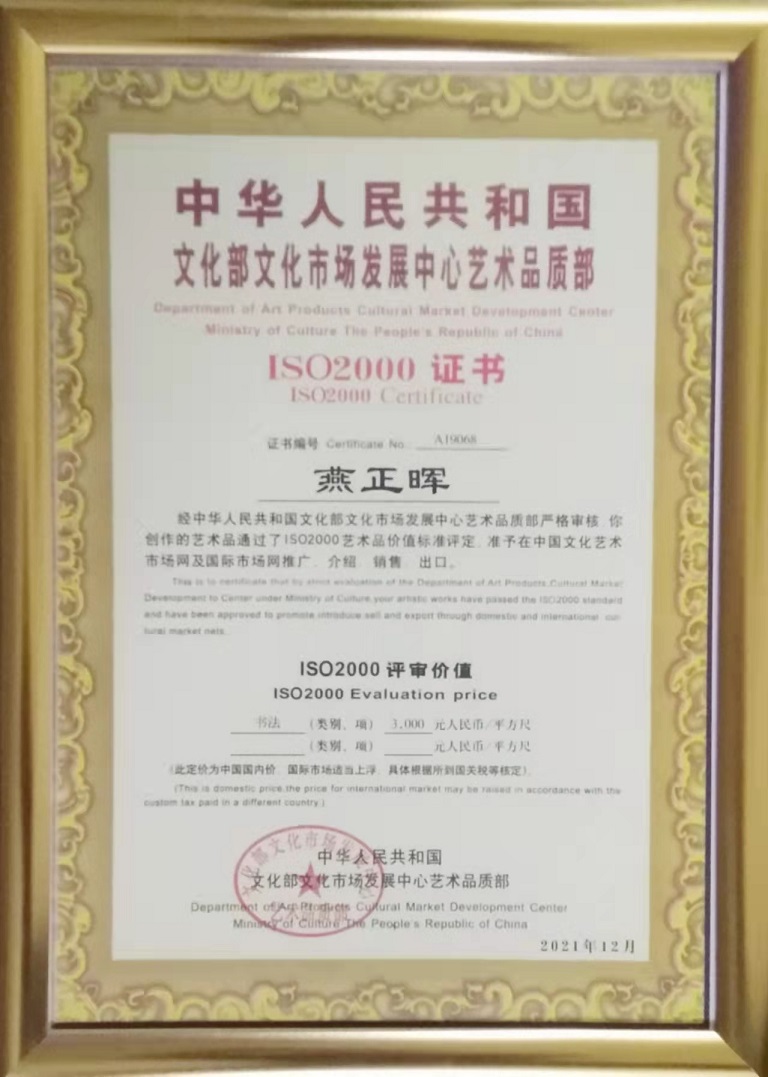 中华人民共和国
文化部文化市场发展中心艺术品质部
Department of Art Products Cultural Market Development Center
Ministry of Culture The People's Republic of China
ISO2000 证书
ISO2000 Certificate
证书编号 Certificate No. A19068
燕正晖
经中华人民共和国文化部文化市场发展中心艺术品质部严格审核 你
创作的艺术品通过了ISO2000艺术品价值标准评定 准予在中国文化艺术
市场网及国际市场网推广 介绍 销售 出口。
This is to certificate that by strict evaluation of the Department of Art Products Cultural Market
Development to Center under Ministry of Culture,your artistic works have passed the ISO2000 standard
and have been approved to promote introduce sell and export through domestic and international cul-
tural market nets.
ISO2000 评审价值
ISO2000 Evaluation price
书法 (类别、项) 3,000 元人民币/平方尺
(类别、项) 元人民币/平方尺
(此定价为中国国内价 国际市场适当上浮 具体根据所到国关税等核定)
(This is domestic price,the price for international market may be raised in accordance with the
custom tax paid in a different country.)
中华人民共和国
文化部文化市场发展中心艺术品质部
Department of Art Products Cultural Market Development Center
Ministry of Culture The People's Republic of China
2021年12月